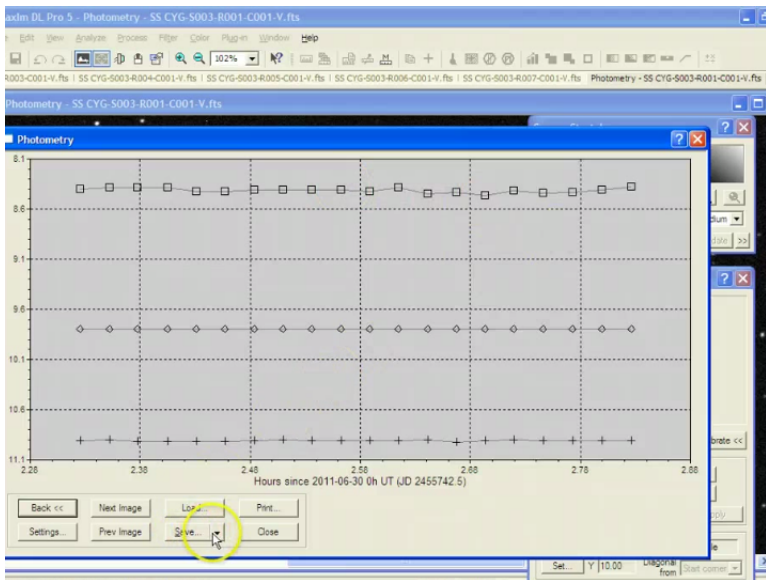 axIm DL Pro 5 - Photometry - SS CYG-S003-R001-C001-V.fts
Edit View Analyze Process Filter Color Plug-in Window Help
102%
R003-C001-V.fts | SS CYG-S003-R004-C001-V.fts | SS CYG-S003-R005-C001-V.fts | SS CYG-S003-R006-C001-V.fts | SS CYG-S003-R007-C001-V.fts | Photometry - SS CYG-S003-R001-C001-V.fts
Photometry - SS CYG-S003-R001-C001-V.fts
Photometry
8.1
8.6
9.1
9.6
10.1
10.6
11.1
2.28 2.38 2.48 2.58 2.68 2.78 2.88
Hours since 2011-06-30 0h UT (JD 2455742.5)
Back << Next Image Load... Print...
Settings... Prev Image Save... Close
dium
date >>
brate <<
ply
le
Set... Y 10.00 Diagonal from Start corner